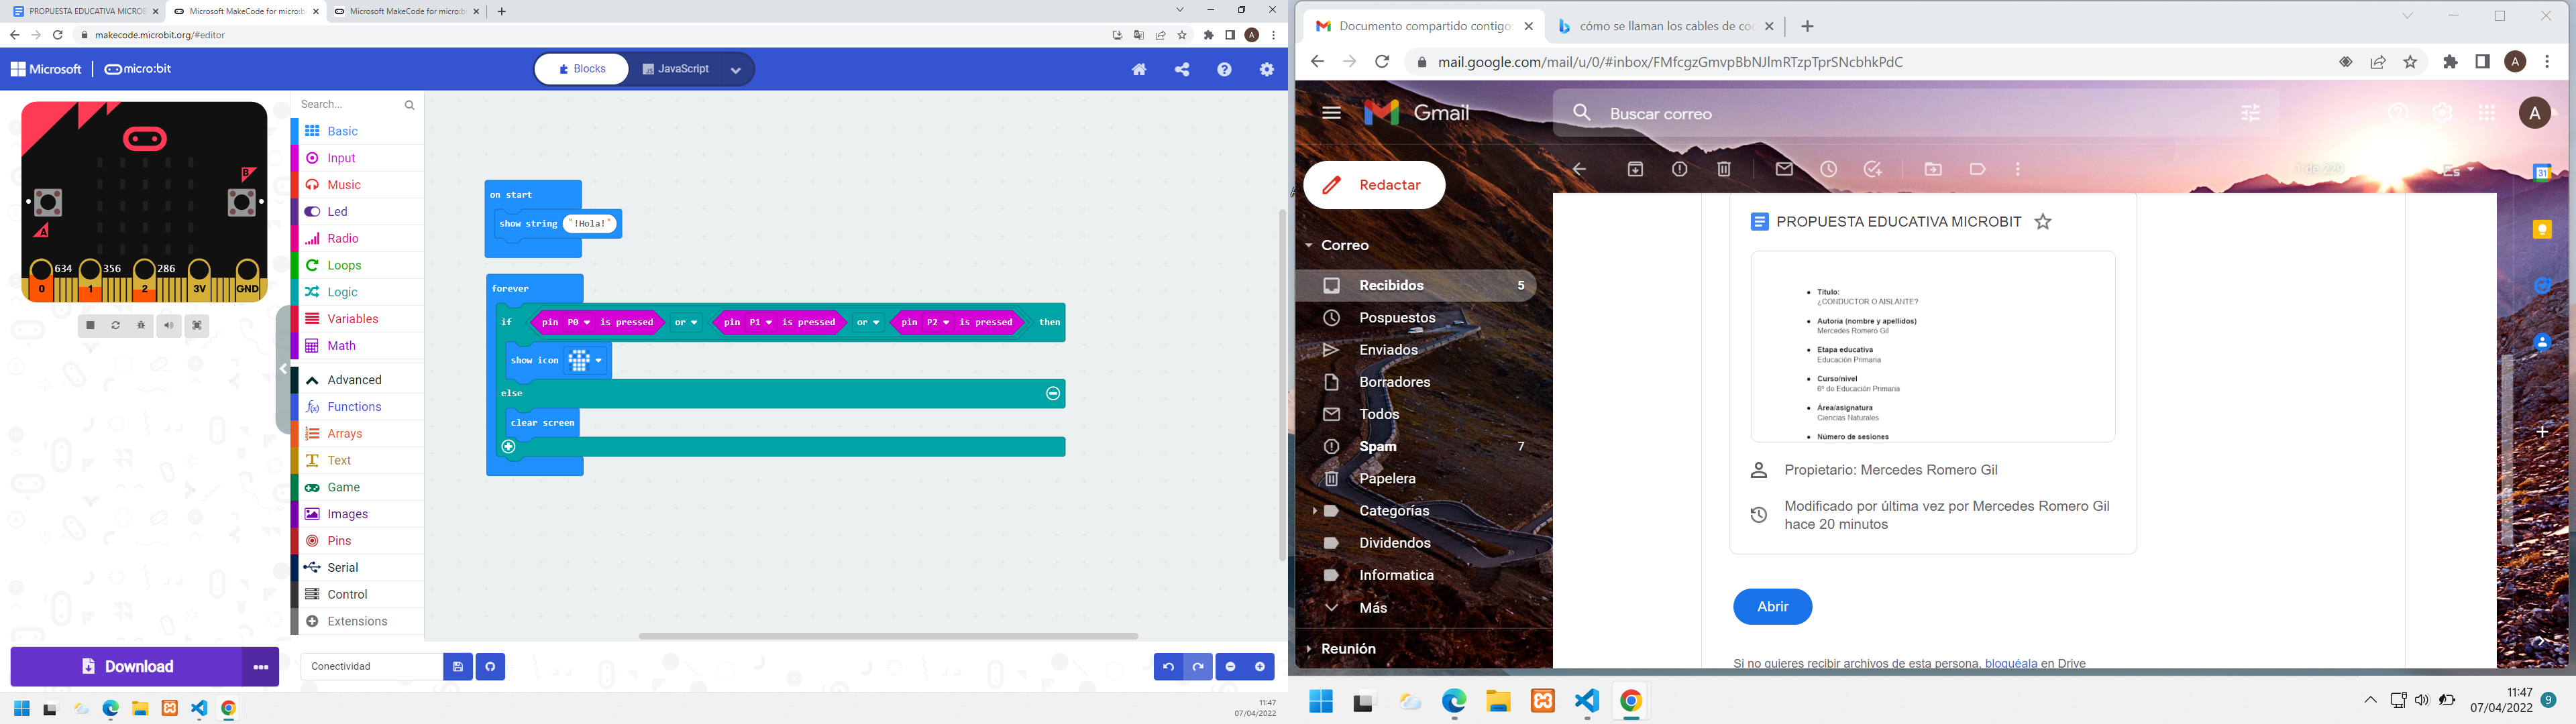 PROPUESTA EDUCATIVA MICROB
Microsoft MakeCode for micro:b
Microsoft MakeCode for micro:b
makecode.microbit.org/#editor
A
Microsoft
micro:bit
Blocks
JavaScript
B
A
634
356
286
0
1
2
3V
GND
Search...
Basic
Input
Music
Led
Radio
Loops
Logic
Variables
Math
Advanced
Functions
Arrays
Text
Game
Images
Pins
Serial
Control
Extensions
on start
show string "!Hola!"
forever
if pin P0 is pressed or pin P1 is pressed or pin P2 is pressed then
show icon
else
clear screen
Download
Conectividad
11:47
07/04/2022
Documento compartido contigo:
cómo se llaman los cables de co
mail.google.com/mail/u/0/#inbox/FMfcgzGmvpBbNJlmRTzpTprSNcbhkPdC
A
Gmail
Buscar correo
A
Redactar
1 de 229
Es
31
Correo
Recibidos 5
Pospuestos
Enviados
Borradores
Todos
Spam 7
Papelera
Categorías
Dividendos
Informatica
Más
Reunión
PROPUESTA EDUCATIVA MICROBIT
Título:
¿CONDUCTOR O AISLANTE?
Autoría (nombre y apellidos)
Mercedes Romero Gil
Etapa educativa
Educación Primaria
Curso/nivel
6º de Educación Primaria
Área/asignatura
Ciencias Naturales
Número de sesiones
Propietario: Mercedes Romero Gil
Modificado por última vez por Mercedes Romero Gil
hace 20 minutos
Abrir
Si no quieres recibir archivos de esta persona, bloquéala en Drive
11:47
07/04/2022
9